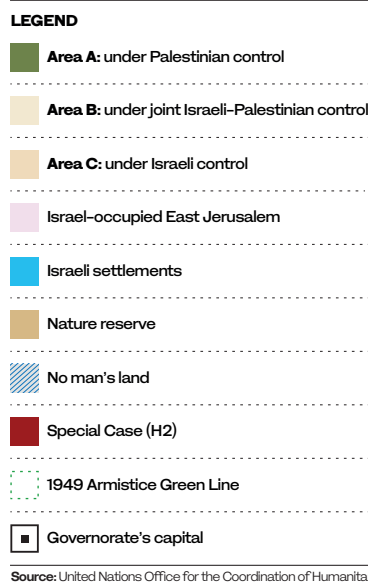 LEGEND
Area A: under Palestinian control
Area B: under joint Israeli-Palestinian control
Area C: under Israeli control
Israel-occupied East Jerusalem
Israeli settlements
Nature reserve
No man's land
Special Case (H2)
1949 Armistice Green Line
Governorate's capital
Source: United Nations Office for the Coordination of Humanita